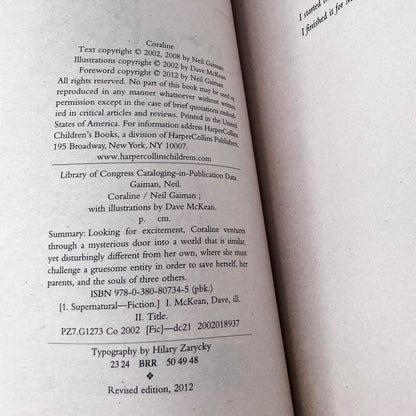 Coraline
Text copyright © 2002, 2008 by Neil Gaiman
Illustrations copyright © 2002 by Dave McKean
Foreword copyright © 2012 by Neil Gaiman
All rights reserved. No part of this book may be used or
reproduced in any manner whatsoever without written
permission except in the case of brief quotations embod-
ied in critical articles and reviews. Printed in the United
States of America. For information address HarperCollins
Children's Books, a division of HarperCollins Publishers,
195 Broadway, New York, NY 10007.
www.harpercollinschildrens.com
Library of Congress Cataloging-in-Publication Data
Gaiman, Neil.
Coraline / Neil Gaiman ;
with illustrations by Dave McKean.
p. cm.
Summary: Looking for excitement, Coraline ventures
through a mysterious door into a world that is similar,
yet disturbingly different from her own, where she must
challenge a gruesome entity in order to save herself, her
parents, and the souls of three others.
ISBN 978-0-380-80734-5 (pbk.)
[1. Supernatural—Fiction.] I. McKean, Dave, ill.
II. Title.
PZ7.G1273 Co 2002 [Fic]—dc21 2002018937
Typography by Hilary Zarycky
23 24 BRR 50 49 48
Revised edition, 2012
I started
I finished it for